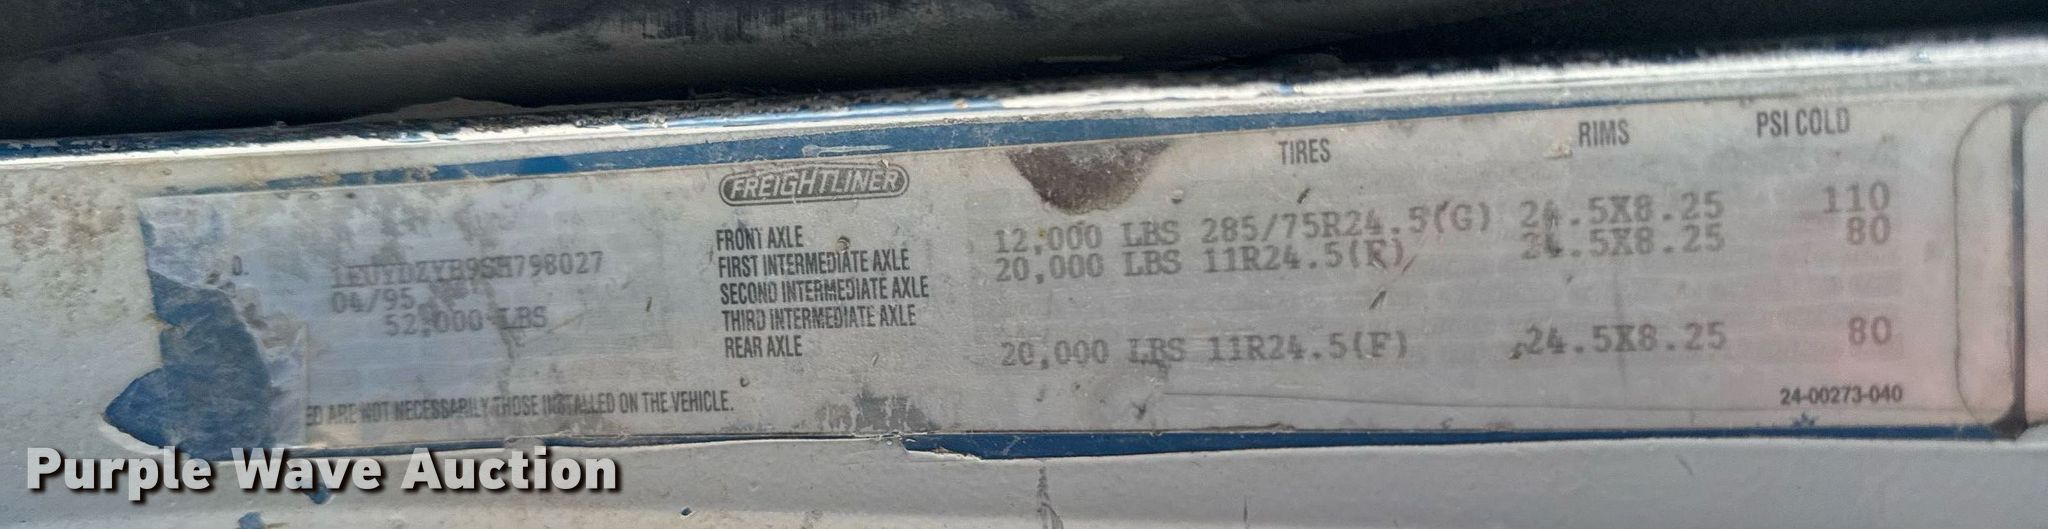 FREIGHTLINER
TIRES RIMS PSI COLD
FRONT AXLE 12,000 LBS 285/75R24.5(G) 24.5X8.25 110
FIRST INTERMEDIATE AXLE 20,000 LBS 11R24.5(F) 24.5X8.25 80
SECOND INTERMEDIATE AXLE
THIRD INTERMEDIATE AXLE
REAR AXLE 20,000 LBS 11R24.5(F) 24.5X8.25 80
04/95
52,000 LBS
ED ARE NOT NECESSARILY THOSE INSTALLED ON THE VEHICLE.
24-00273-040
Purple Wave Auction